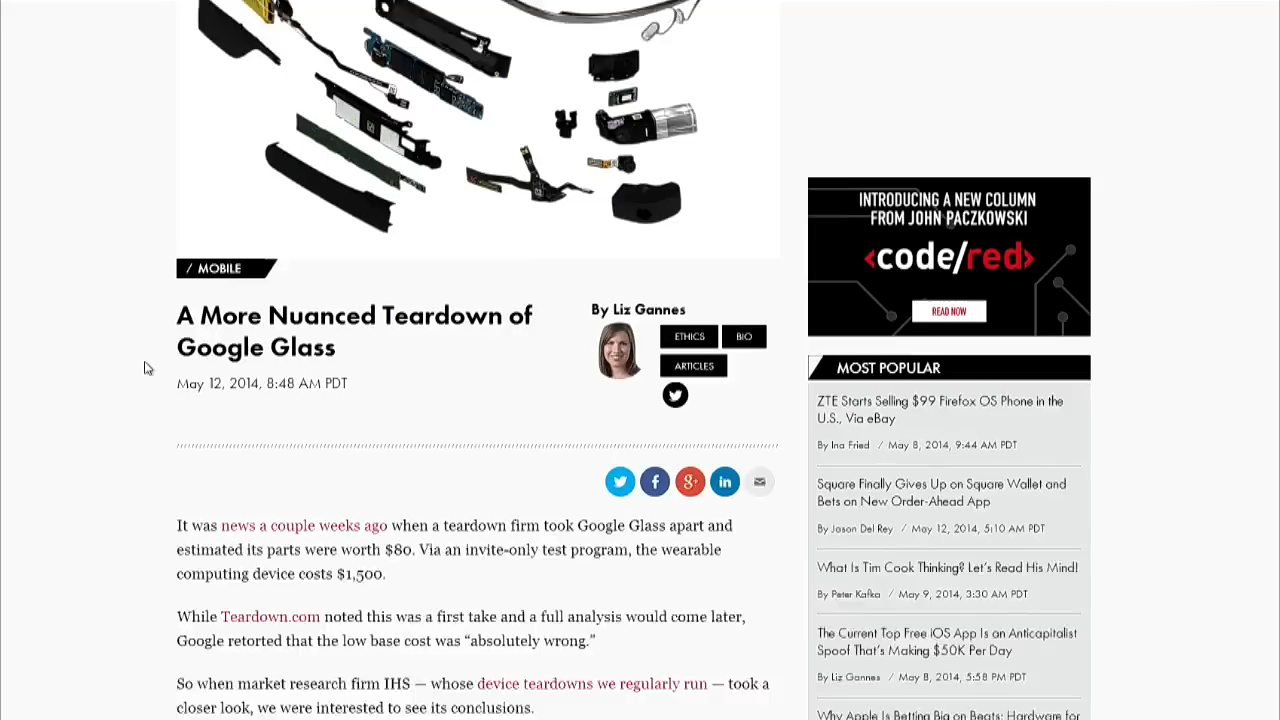 / MOBILE
A More Nuanced Teardown of
Google Glass
May 12, 2014, 8:48 AM PDT
By Liz Gannes
ETHICS
BIO
ARTICLES
It was news a couple weeks ago when a teardown firm took Google Glass apart and
estimated its parts were worth $80. Via an invite-only test program, the wearable
computing device costs $1,500.
While Teardown.com noted this was a first take and a full analysis would come later,
Google retorted that the low base cost was “absolutely wrong.”
So when market research firm IHS — whose device teardowns we regularly run — took a
closer look, we were interested to see its conclusions.
INTRODUCING A NEW COLUMN
FROM JOHN PACZKOWSKI
<code/red>
READ NOW
MOST POPULAR
ZTE Starts Selling $99 Firefox OS Phone in the
U.S., Via eBay
By Ina Fried / May 8, 2014, 9:44 AM PDT
Square Finally Gives Up on Square Wallet and
Bets on New Order-Ahead App
By Jason Del Rey / May 12, 2014, 5:10 AM PDT
What Is Tim Cook Thinking? Let’s Read His Mind!
By Peter Kafka / May 9, 2014, 3:30 AM PDT
The Current Top Free iOS App Is an Anticapitalist
Spoof That’s Making $50K Per Day
By Liz Gannes / May 8, 2014, 5:58 PM PDT
Why Apple Is Betting Big on Beats: Hardware for